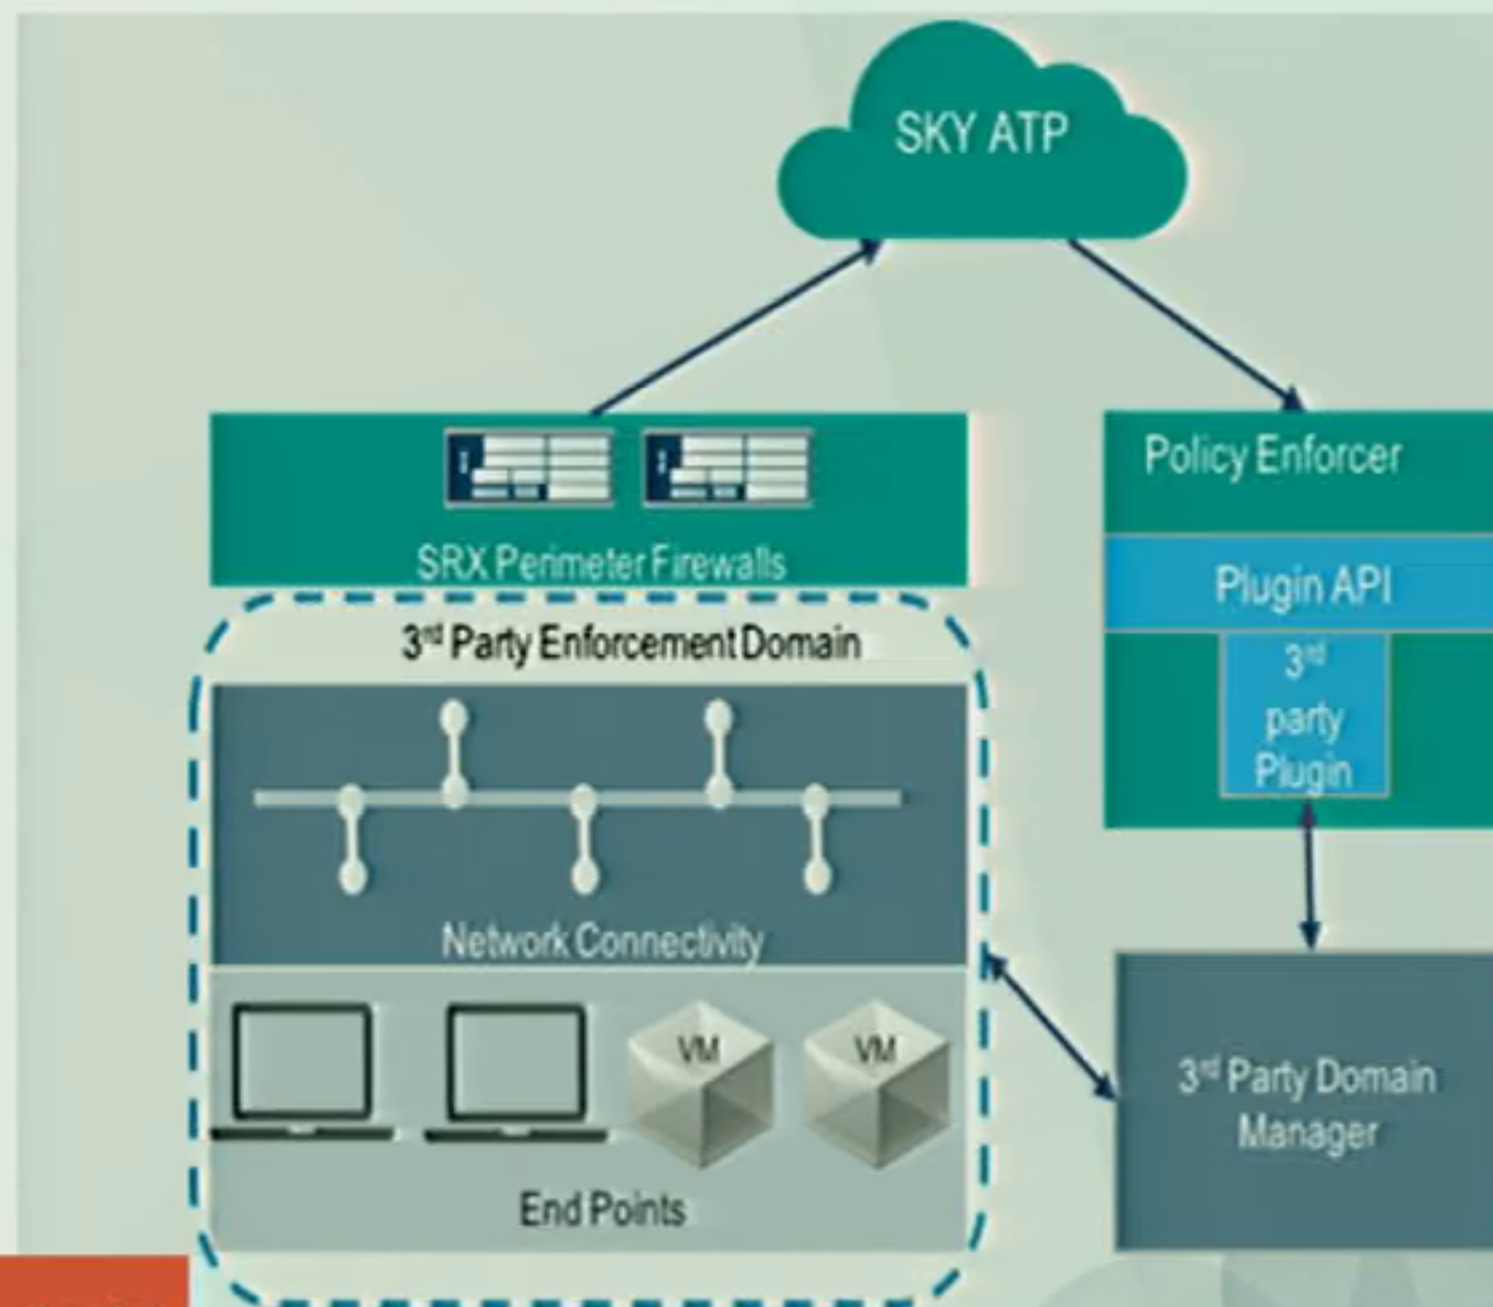 SKY ATP
SRX Perimeter Firewalls
3rd Party Enforcement Domain
Network Connectivity
VM
VM
End Points
Policy Enforcer
Plugin API
3rd
party
Plugin
3rd Party Domain
Manager